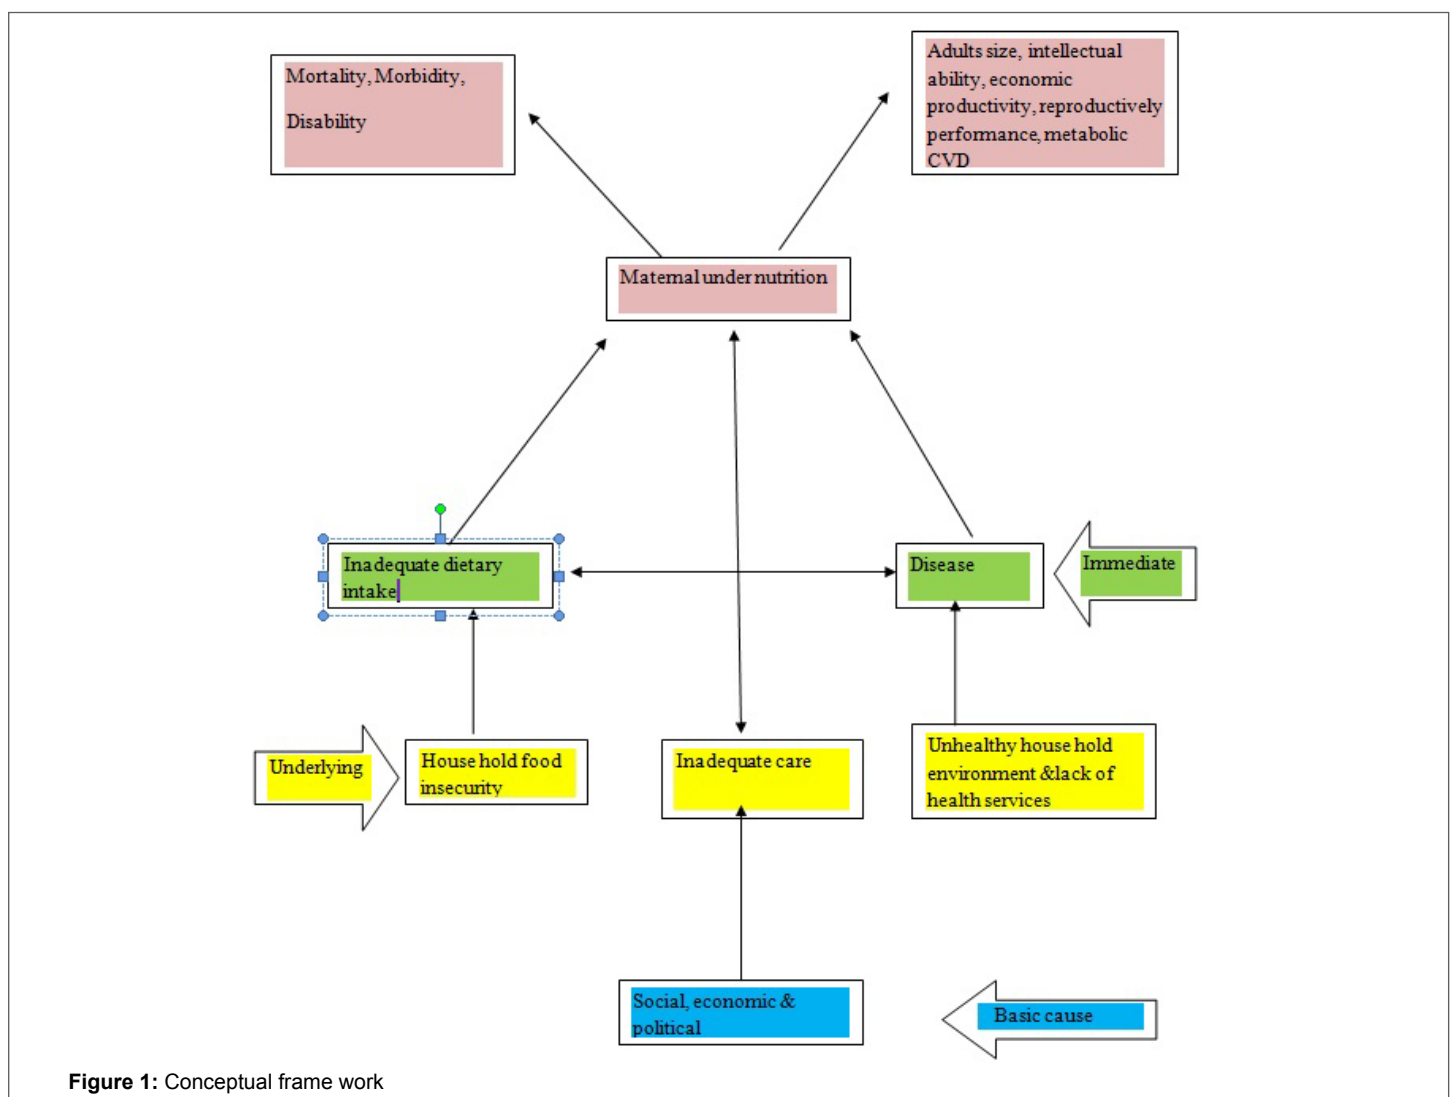 Mortality, Morbidity,
Disability
Adults size, intellectual
ability, economic
productivity, reproductively
performance, metabolic
CVD
Maternal under nutrition
Inadequate dietary
intake
Disease
Immediate
Underlying
House hold food
insecurity
Inadequate care
Unhealthy house hold
environment &lack of
health services
Social, economic &
political
Basic cause
Figure 1: Conceptual frame work